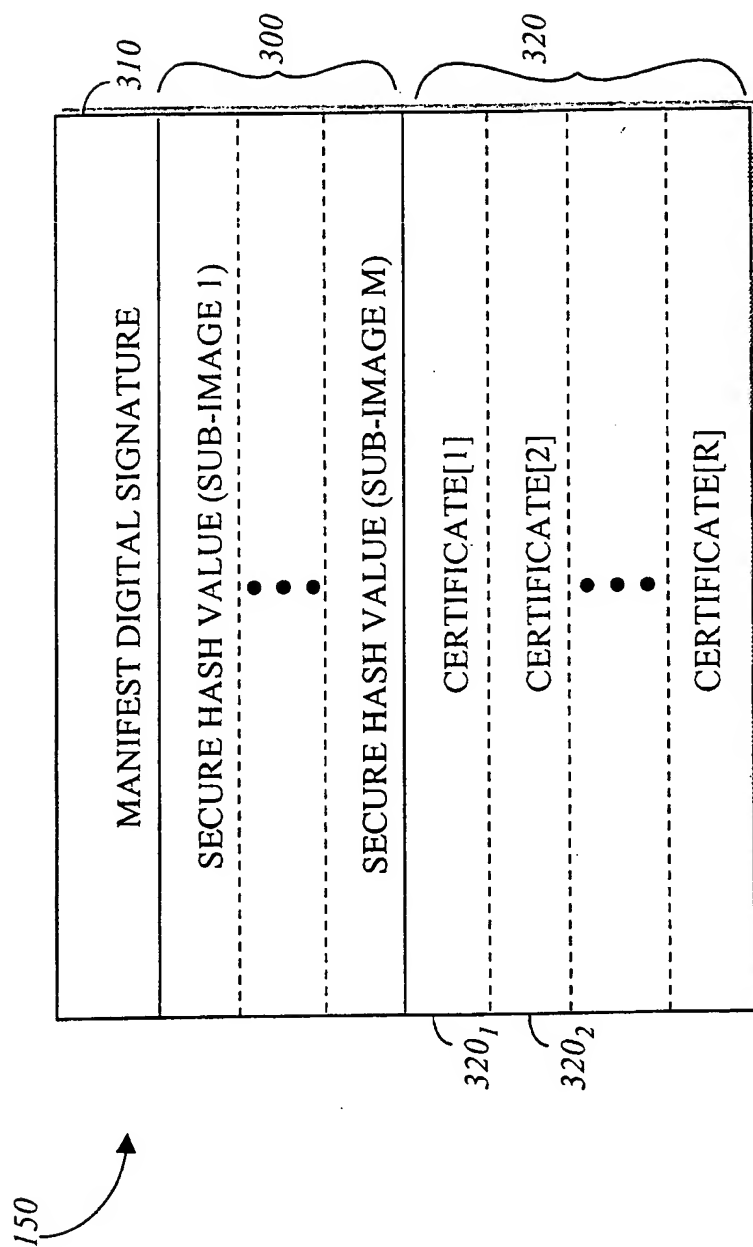 150
310
MANIFEST DIGITAL SIGNATURE
SECURE HASH VALUE (SUB-IMAGE 1)
300
SECURE HASH VALUE (SUB-IMAGE M)
CERTIFICATE[1]
320
320₁
CERTIFICATE[2]
320₂
CERTIFICATE[R]